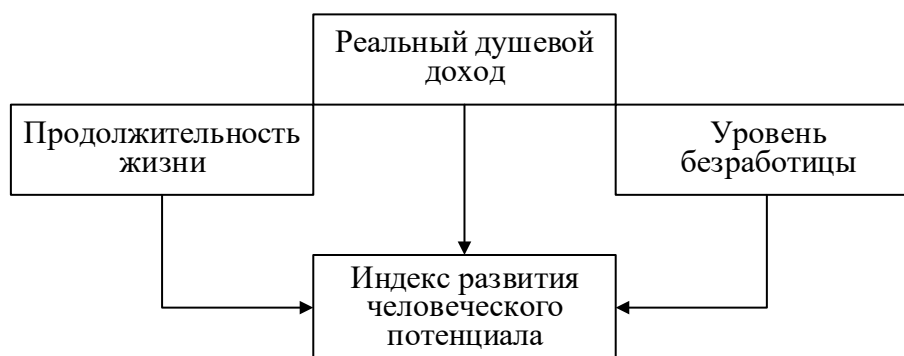 Реальный душевой
доход
Продолжительность
жизни
Уровень
безработицы
Индекс развития
человеческого
потенциала